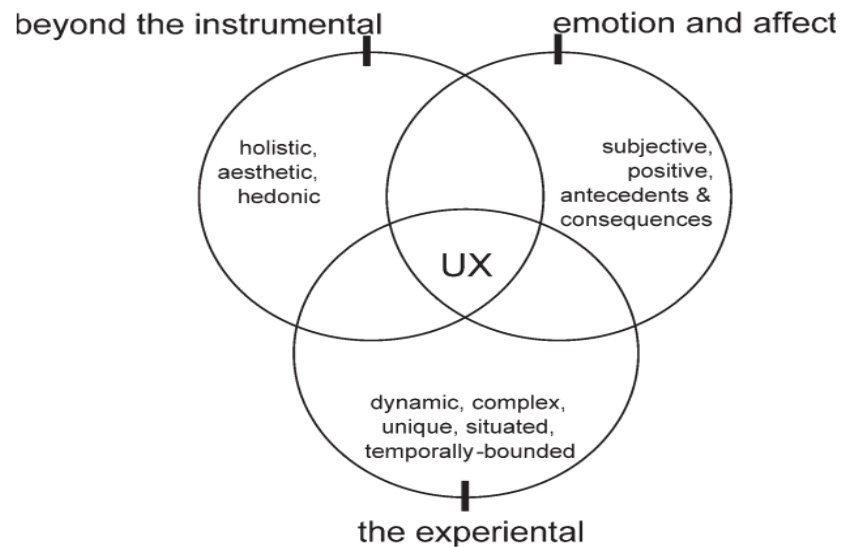 beyond the instrumental
emotion and affect
holistic,
aesthetic,
hedonic
subjective,
positive,
antecedents &
consequences
UX
dynamic, complex,
unique, situated,
temporally-bounded
the experiental